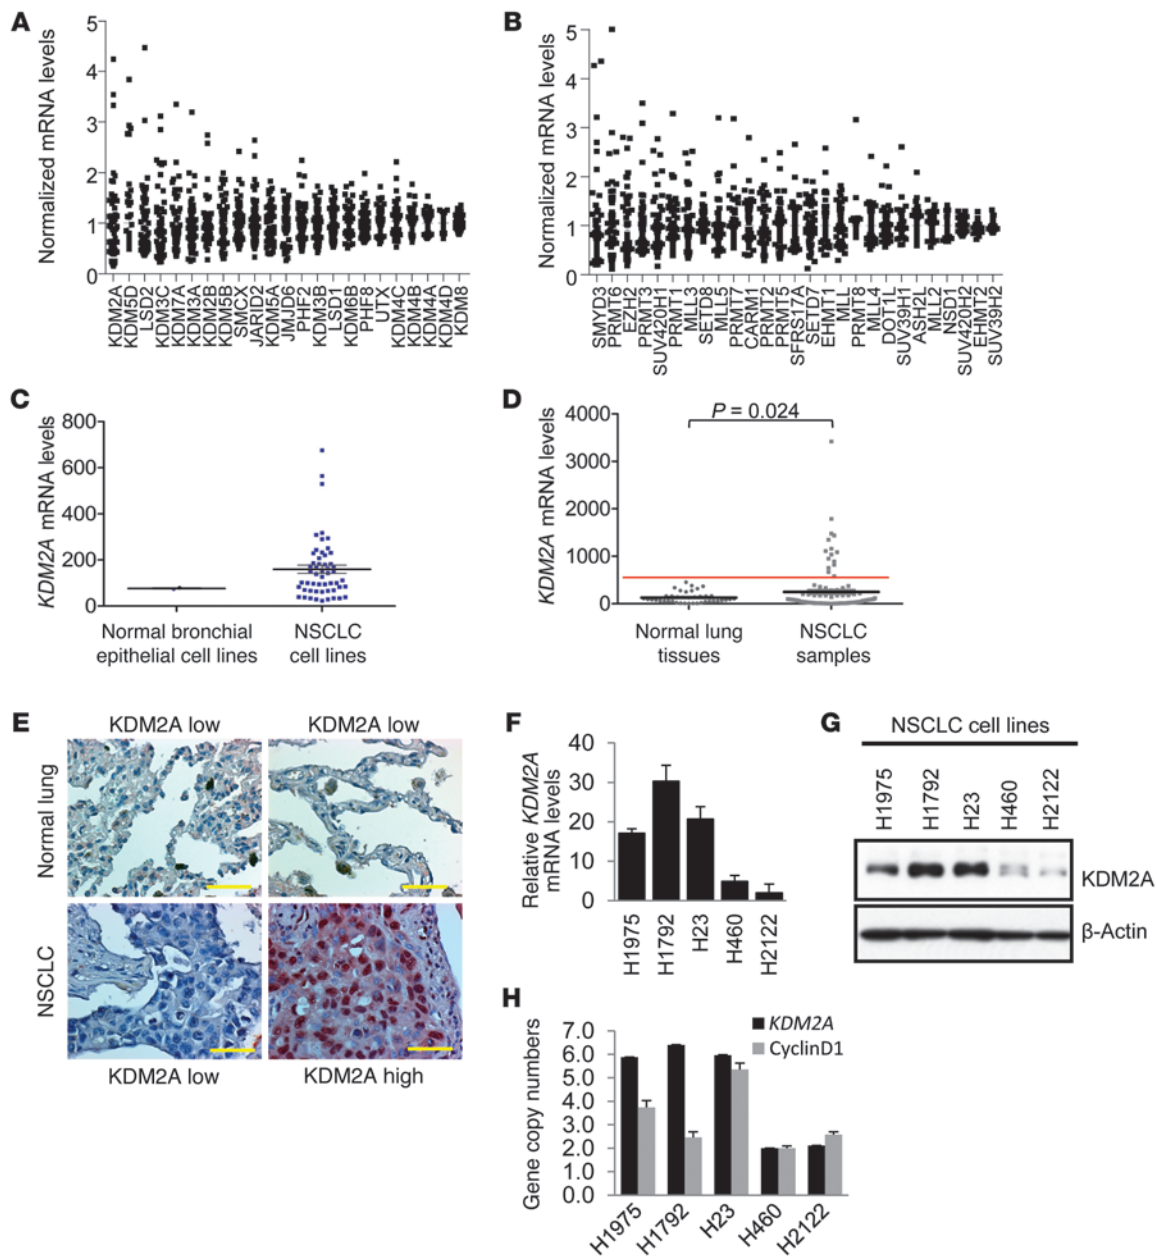 A
Normalized mRNA levels
5
4
3
2
1
0
KDM2A
KDM5D
LSD2
KDM3C
KDM7A
KDM3A
KDM2B
KDM5B
SMCX
JARID2
KDM5A
JMJD6
PHF2
KDM3B
LSD1
KDM6B
PHF8
UTX
KDM4C
KDM4B
KDM4A
KDM4D
KDM8
B
Normalized mRNA levels
5
4
3
2
1
0
SMYD3
PRMT6
EZH2
PRMT3
SUV420H1
PRMT1
MLL3
SETD8
MLL5
PRMT7
CARM1
PRMT2
PRMT5
SFRS17A
SETD7
EHMT1
MLL
PRMT8
MLL4
DOT1L
SUV39H1
ASH2L
MLL2
NSD1
SUV420H2
EHMT2
SUV39H2
C
KDM2A mRNA levels
800
600
400
200
0
Normal bronchial
epithelial cell lines
NSCLC
cell lines
D
KDM2A mRNA levels
4000
3000
2000
1000
0
P = 0.024
Normal lung
tissues
NSCLC
samples
E
KDM2A low
KDM2A low
Normal lung
NSCLC
KDM2A low
KDM2A high
F
Relative KDM2A
mRNA levels
40
30
20
10
0
H1975
H1792
H23
H460
H2122
G
NSCLC cell lines
H1975
H1792
H23
H460
H2122
KDM2A
β-Actin
H
Gene copy numbers
7.0
6.0
5.0
4.0
3.0
2.0
1.0
0.0
KDM2A
CyclinD1
H1975
H1792
H23
H460
H2122